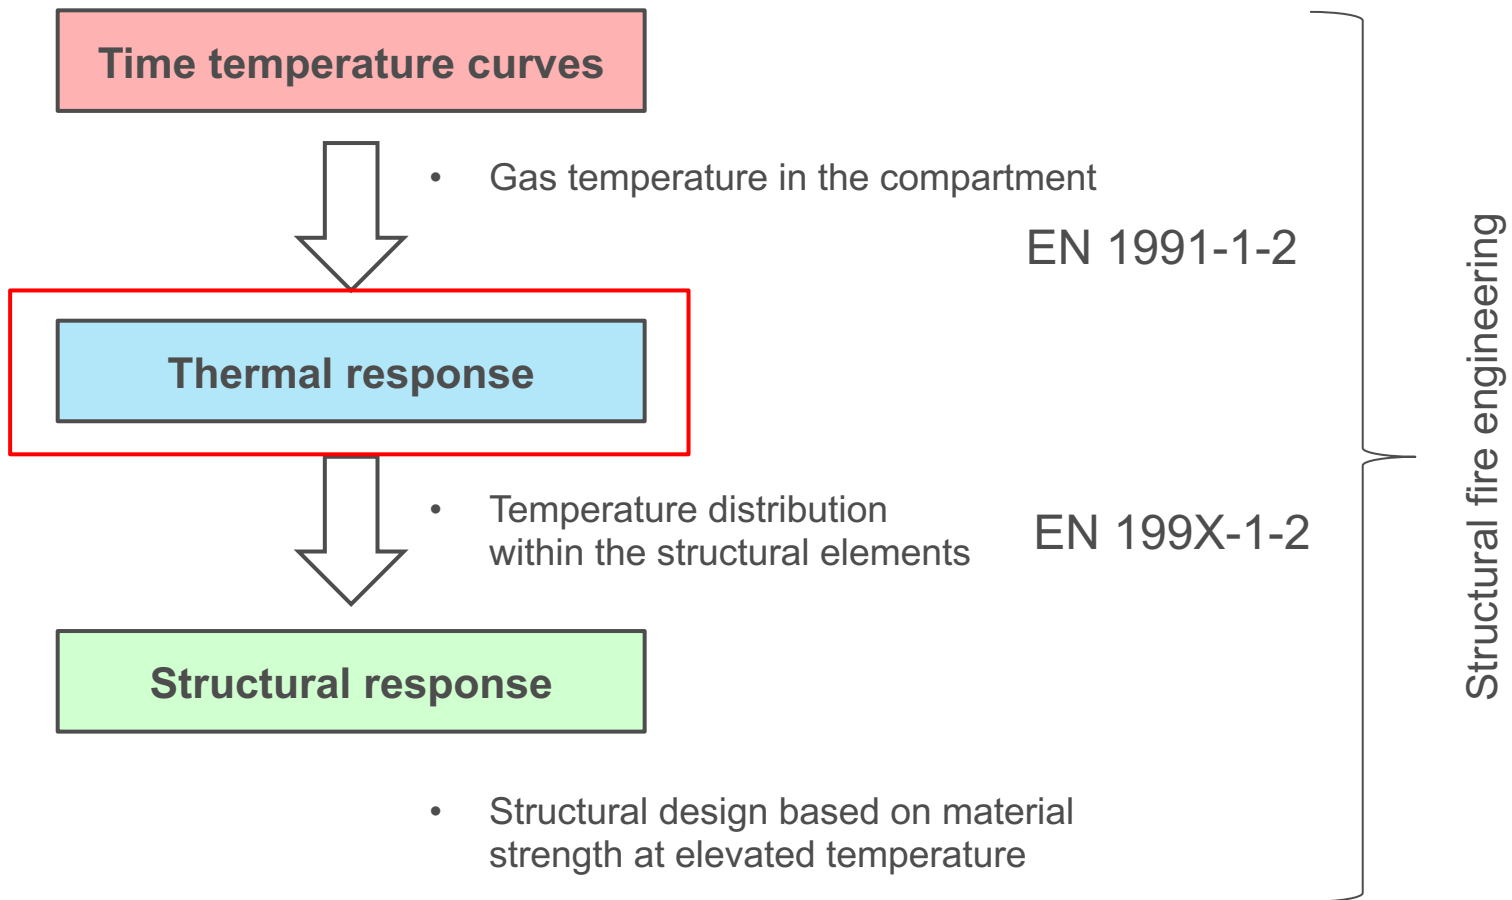 Time temperature curves
• Gas temperature in the compartment
EN 1991-1-2
Thermal response
• Temperature distribution
within the structural elements
EN 199X-1-2
Structural response
• Structural design based on material
strength at elevated temperature
Structural fire engineering